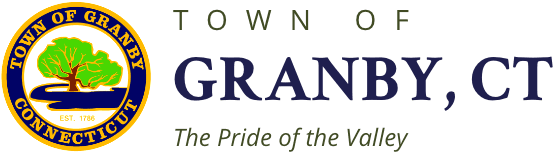 TOWN OF GRANBY
EST. 1786
CONNECTICUT
TOWN OF
GRANBY, CT
The Pride of the Valley